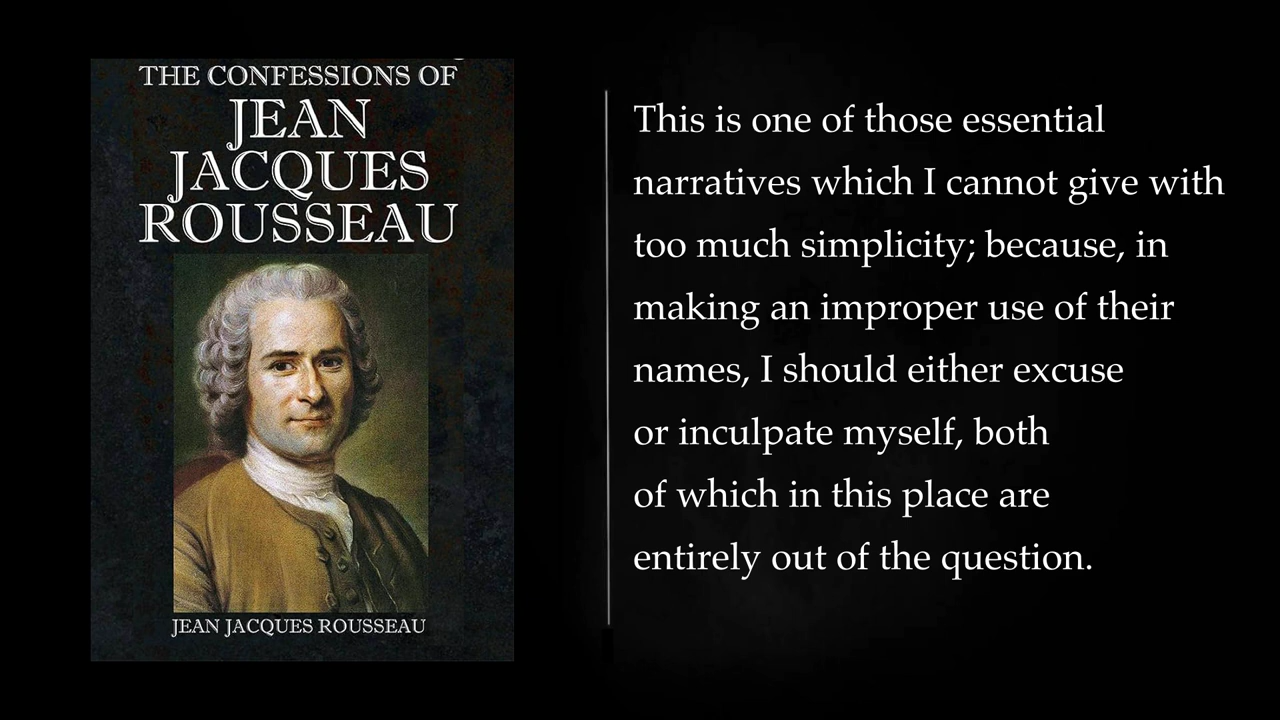 THE CONFESSIONS OF
JEAN
JACQUES
ROUSSEAU
JEAN JACQUES ROUSSEAU
This is one of those essential
narratives which I cannot give with
too much simplicity; because, in
making an improper use of their
names, I should either excuse
or inculpate myself, both
of which in this place are
entirely out of the question.